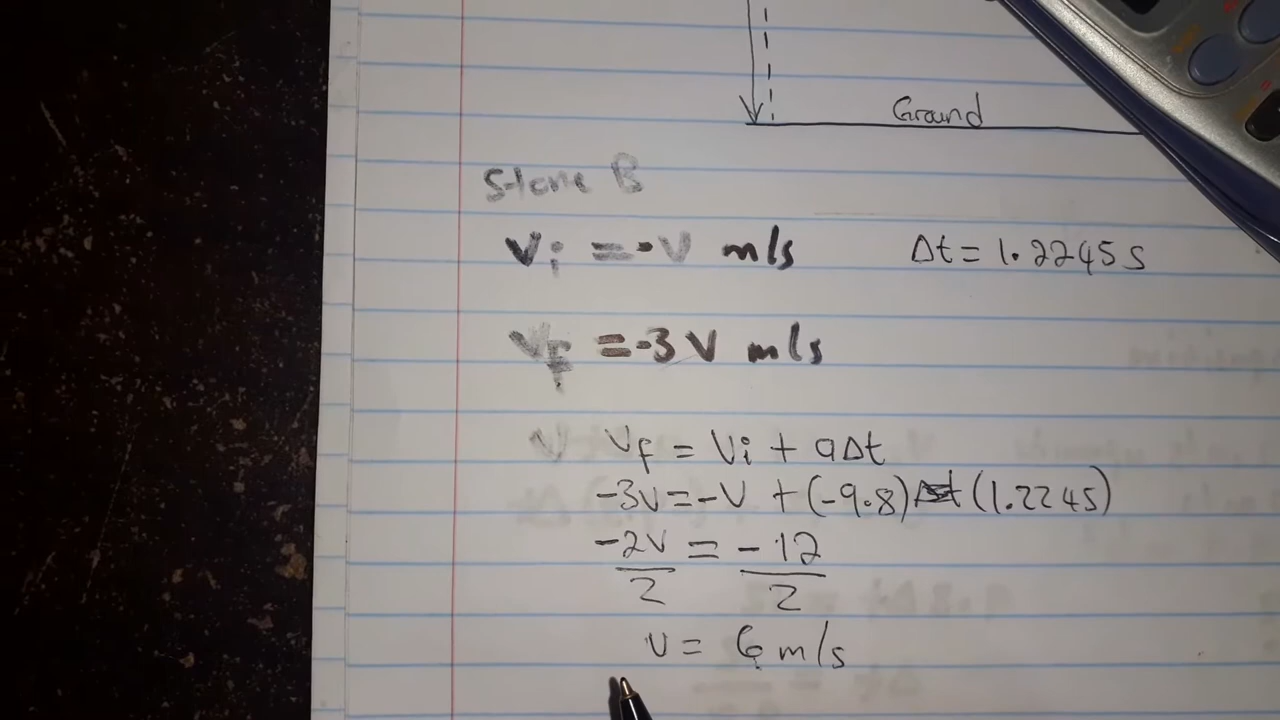 Ground
Stone B
Vi = -V m/s Δt = 1.2245 s
Vf = -3V m/s
V Vf = Vi + aΔt
-3V = -V + (-9.8) (1.2245)
-2V/2 = -12/2
V = 6 m/s